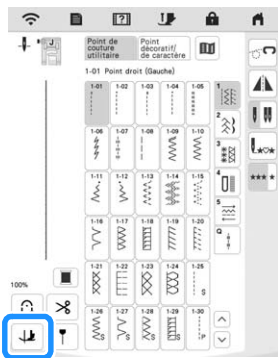 Point de couture utilitaire
Point décoratif/ de caractère
1-01 Point droit (Gauche)
1-01 1-02 1-03 1-04 1-05
1-06 1-07 1-08 1-09 1-10
1-11 1-12 1-13 1-14 1-15
1-16 1-17 1-18 1-19 1-20
1-21 1-22 1-23 1-24 1-25
S
1-26 1-27 1-28 1-29 1-30
S S S S P
1
2
3
4
5
Q
J
100%